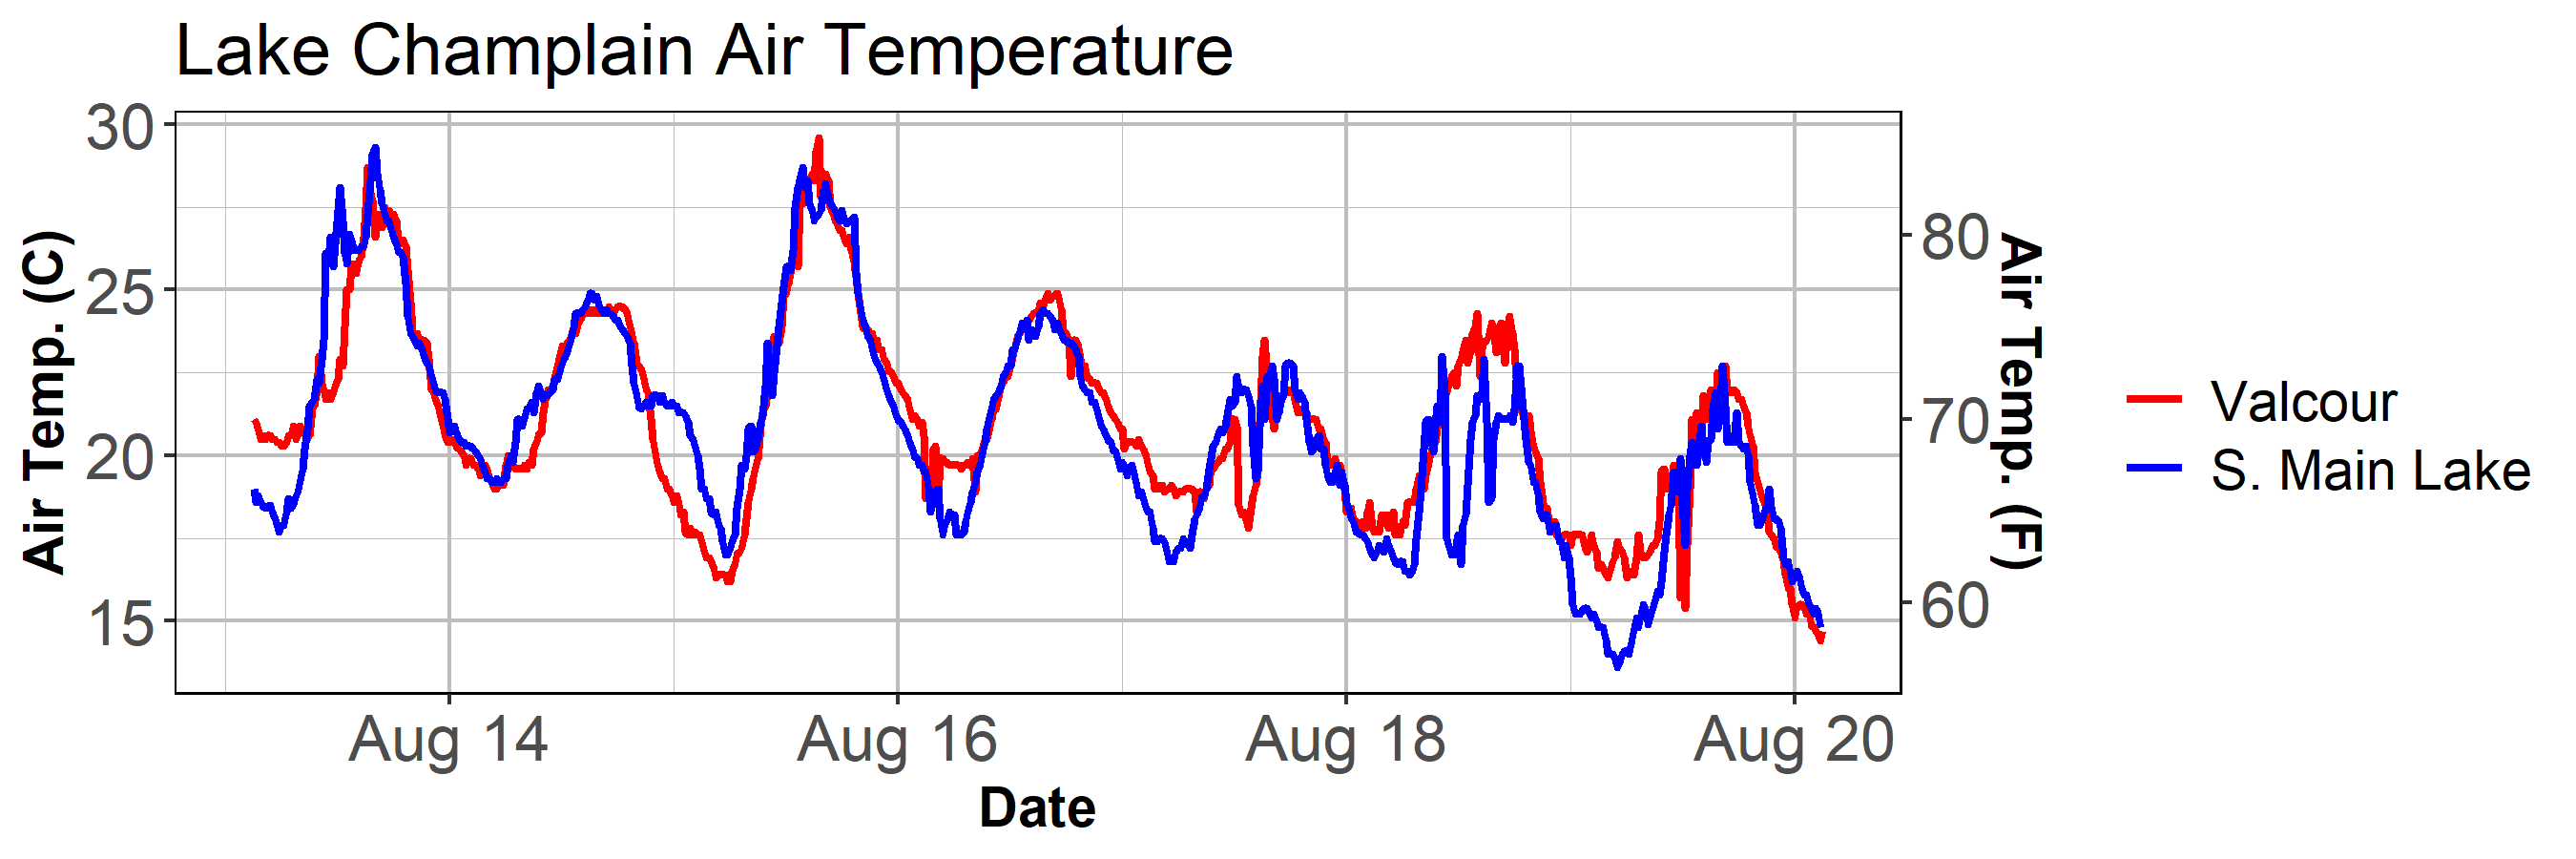 Lake Champlain Air Temperature
Air Temp. (C)
30
25
20
15
80
70
60
Air Temp. (F)
Aug 14
Aug 16
Aug 18
Aug 20
Date
Valcour
S. Main Lake